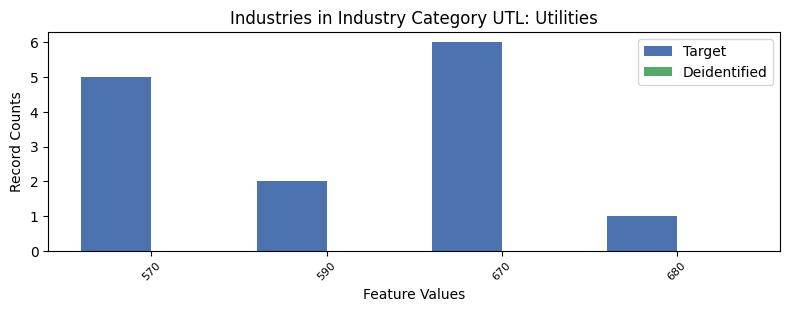 Industries in Industry Category UTL: Utilities
Target
Deidentified
Record Counts
6
5
4
3
2
1
0
570
590
670
680
Feature Values